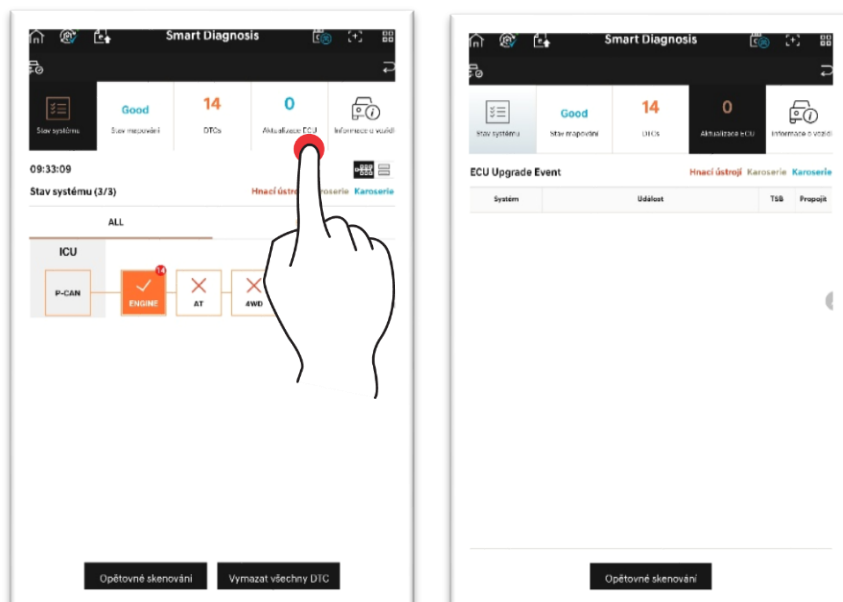 Smart Diagnosis
Good
14
0
Stav systému
Stav mapování
DTCs
Aktualizace ECU
Informace o vozidl
09:33:09
Stav systému (3/3)
Hnací ústrojí
roserie
Karoserie
ALL
ICU
P-CAN
14
ENGINE
AT
4WD
Opětovné skenování
Vymazat všechny DTC
Smart Diagnosis
Good
14
0
Stav systému
Stav mapování
DTCs
Aktualizace ECU
Informace o vozidl
ECU Upgrade Event
Hnací ústrojí
Karoserie
Karoserie
Systém
Událost
TSB
Propojit
Opětovné skenování